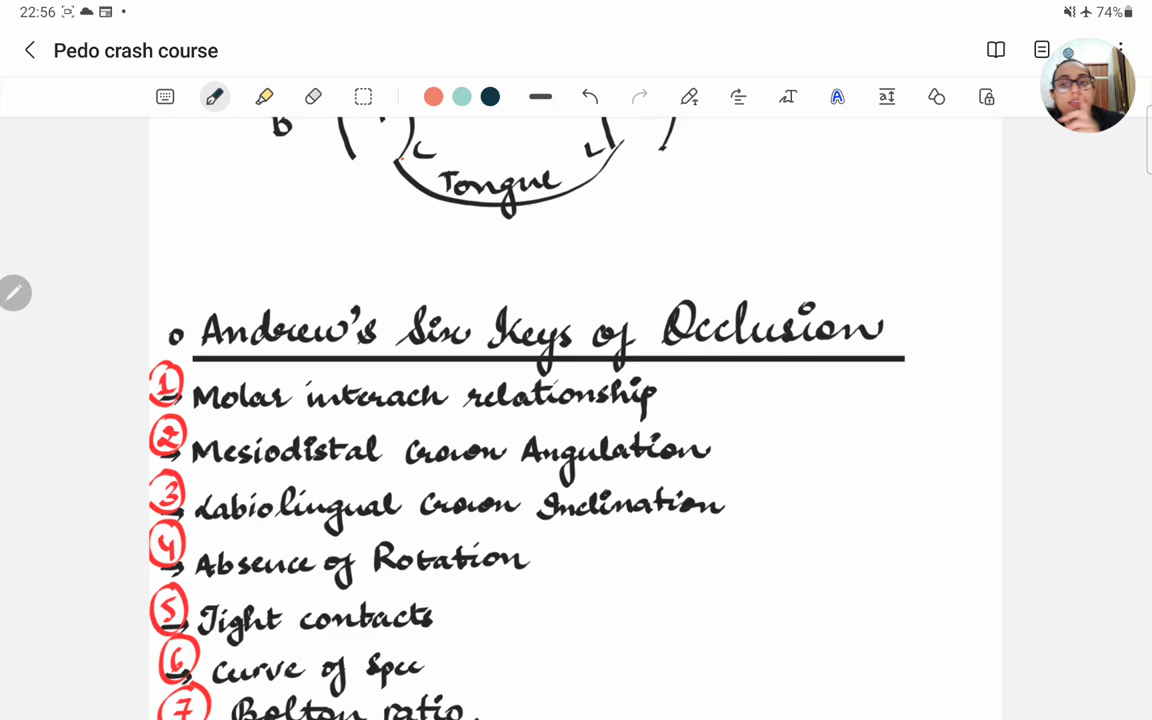 22:56
74%
Pedo crash course
B
C
L
Tongue
Andrew's Six Keys of Occlusion
1 → Molar interach relationship
2 → Mesiodistal Crown Angulation
3 → Labiolingual Crown Inclination
4 → Absence of Rotation
5 → Tight contacts
6 → Curve of Spee
7 Bolton ratio.